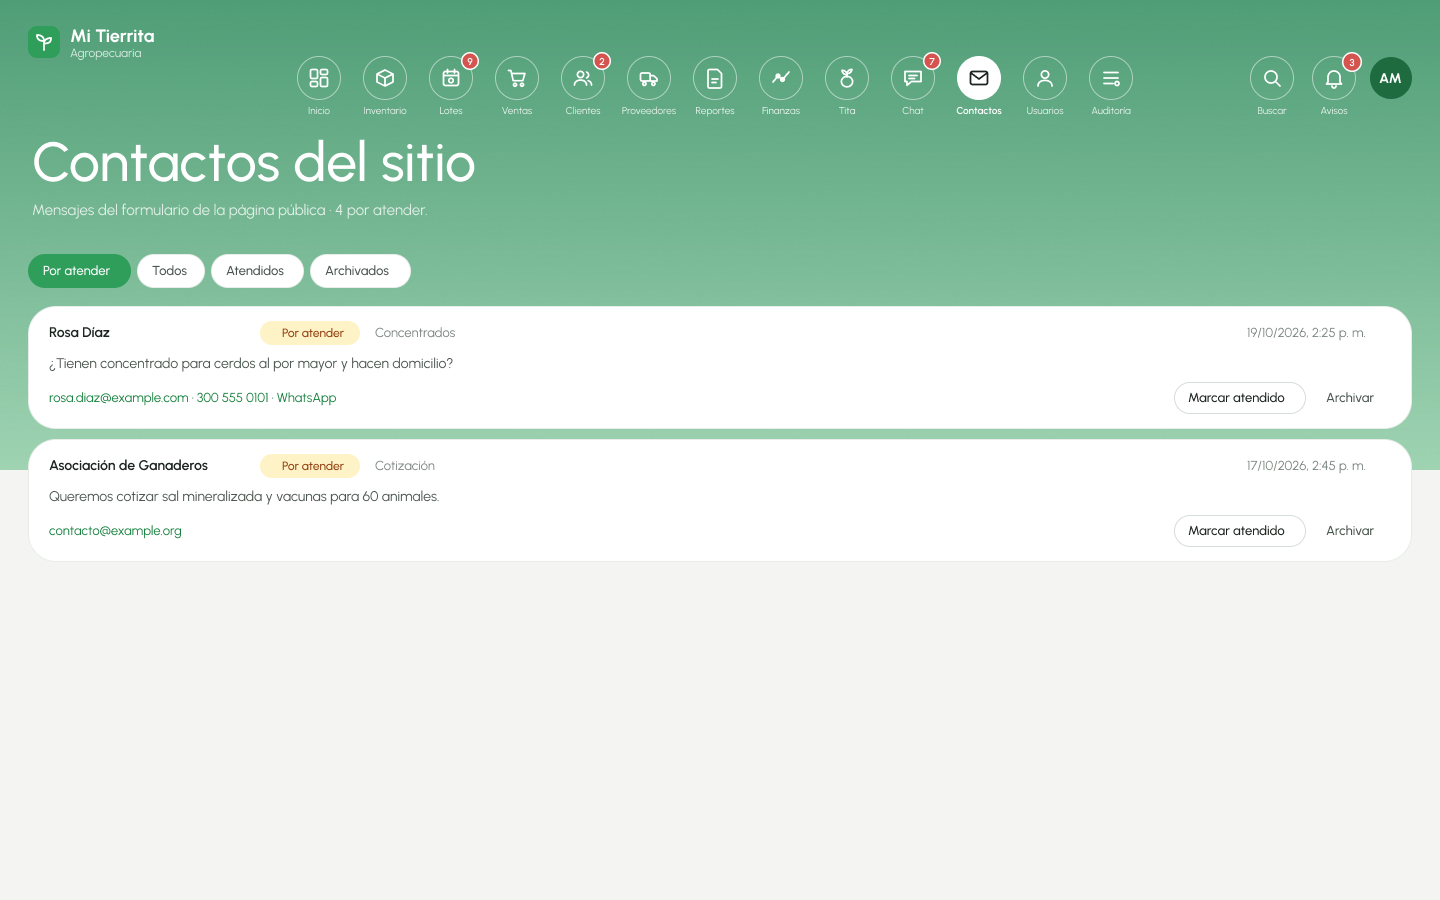 Mi Tierrita
Agropecuaria
9
2
7
3
AM
Inicio
Inventario
Lotes
Ventas
Clientes
Proveedores
Reportes
Finanzas
Tita
Chat
Contactos
Usuarios
Auditoría
Buscar
Avisos
Contactos del sitio
Mensajes del formulario de la página pública · 4 por atender.
Por atender
Todos
Atendidos
Archivados
Rosa Díaz Por atender Concentrados 19/10/2026, 2:25 p. m.
¿Tienen concentrado para cerdos al por mayor y hacen domicilio?
rosa.diaz@example.com · 300 555 0101 · WhatsApp Marcar atendido Archivar
Asociación de Ganaderos Por atender Cotización 17/10/2026, 2:45 p. m.
Queremos cotizar sal mineralizada y vacunas para 60 animales.
contacto@example.org Marcar atendido Archivar